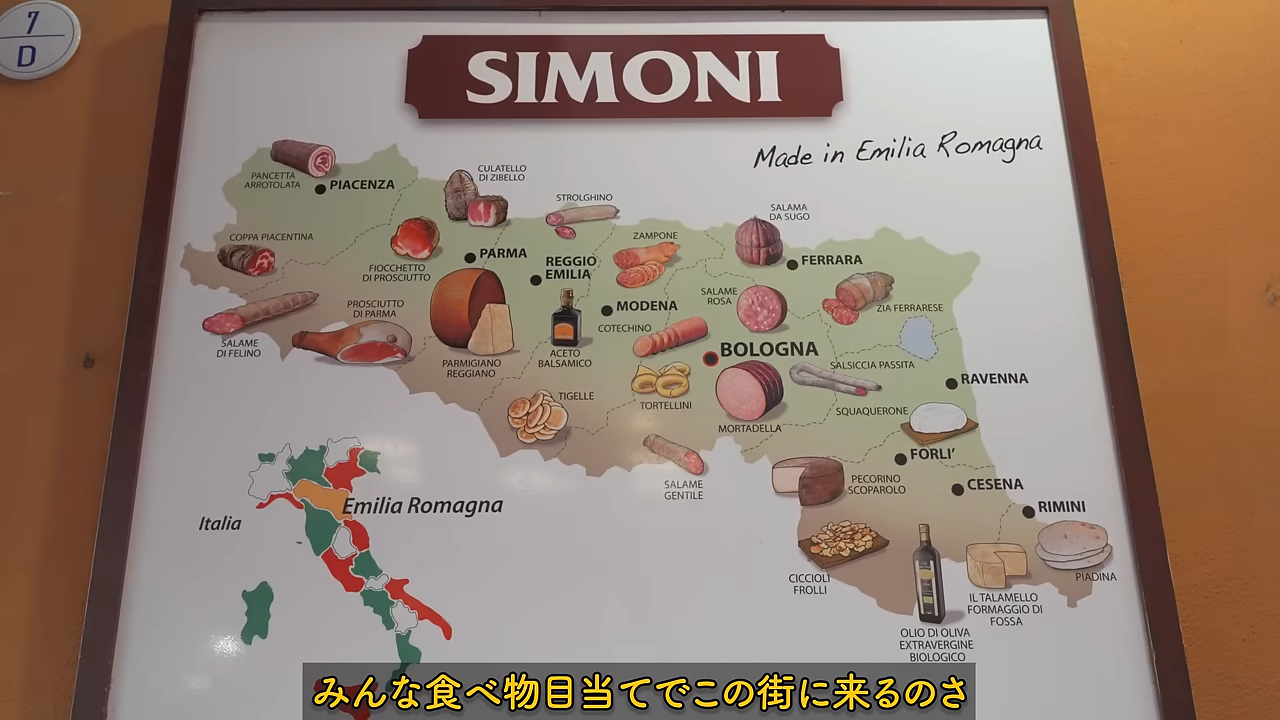 7
D
SIMONI
Made in Emilia Romagna
PANCETTA
ARROTOLATA
PIACENZA
CULATELLO
DI ZIBELLO
STROLGHINO
SALAMA
DA SUGO
COPPA PIACENTINA
FIOCCHETTO
DI PROSCIUTTO
PARMA
REGGIO
EMILIA
ZAMPONE
FERRARA
SALAME
ROSA
ZIA FERRARESE
SALAME
DI FELINO
PROSCIUTTO
DI PARMA
PARMIGIANO
REGGIANO
ACETO
BALSAMICO
MODENA
COTECHINO
BOLOGNA
SALSICCIA PASSITA
RAVENNA
TIGELLE
TORTELLINI
MORTADELLA
SQUAQUERONE
SALAME
GENTILE
PECORINO
SCOPAROLO
FORLI'
CESENA
RIMINI
Italia
Emilia Romagna
CICCIOLI
FROLLI
OLIO DI OLIVA
EXTRAVERGINE
BIOLOGICO
IL TALAMELLO
FORMAGGIO DI
FOSSA
PIADINA
みんな食べ物目当てでこの街に来るのさ